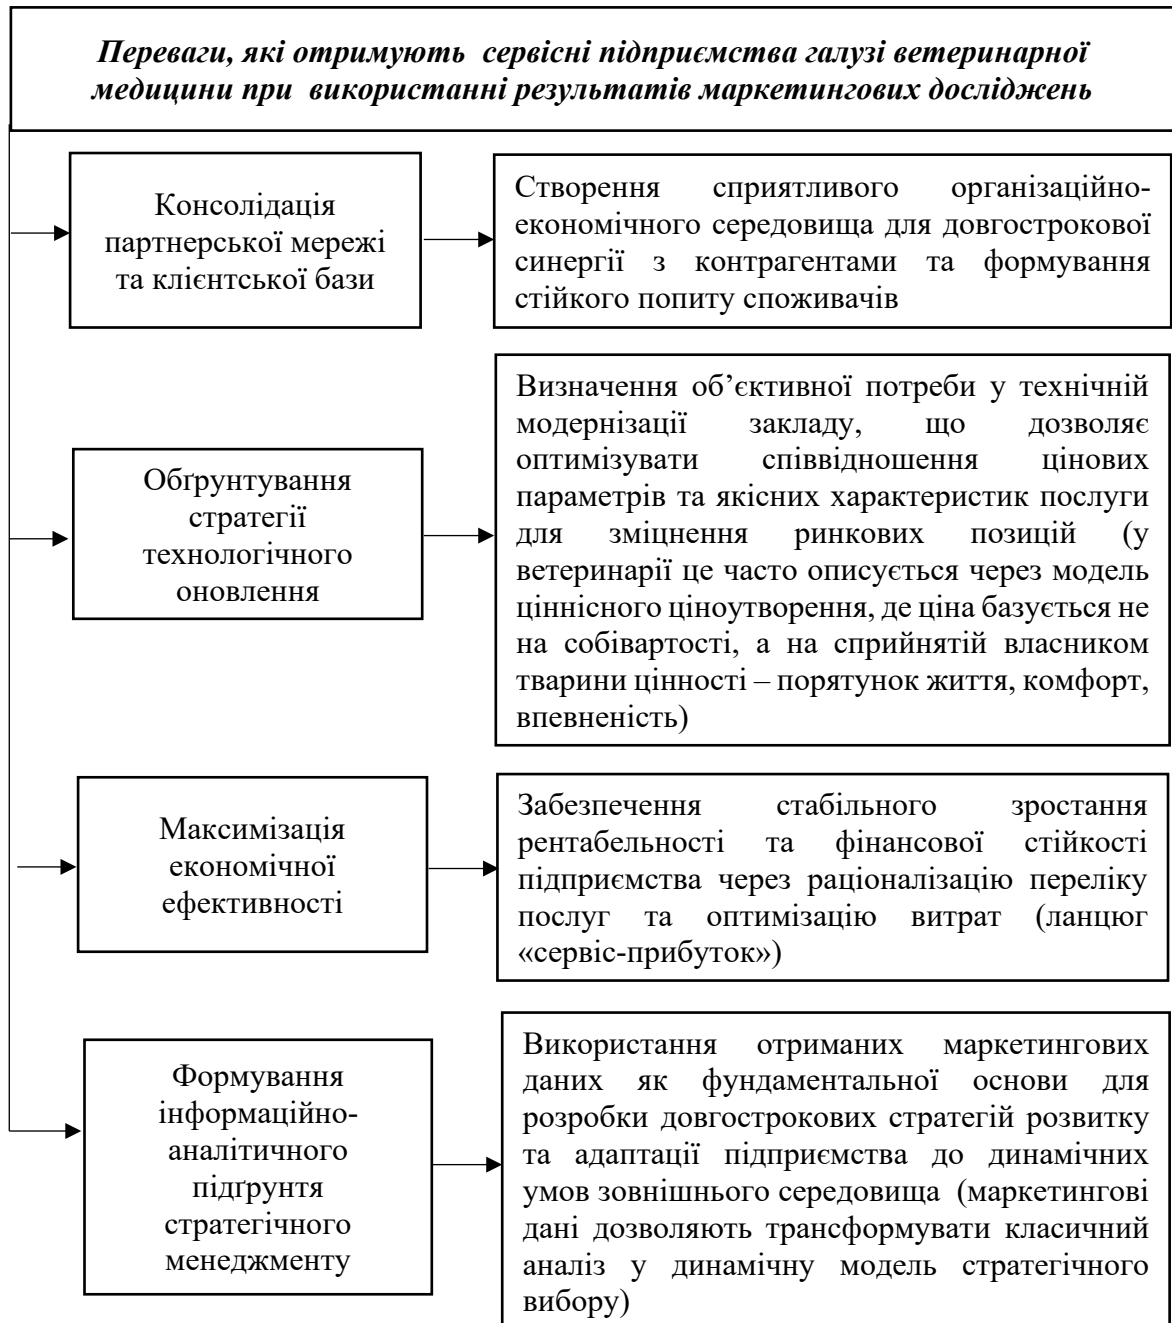 Переваги, які отримують сервісні підприємства галузі ветеринарної
медицини при використанні результатів маркетингових досліджень
Консолідація
партнерської мережі
та клієнтської бази
Створення сприятливого організаційно-
економічного середовища для довгострокової
синергії з контрагентами та формування
стійкого попиту споживачів
Обґрунтування
стратегії
технологічного
оновлення
Визначення об’єктивної потреби у технічній
модернізації закладу, що дозволяє
оптимізувати співвідношення цінових
параметрів та якісних характеристик послуги
для зміцнення ринкових позицій (у
ветеринарії це часто описується через модель
ціннісного ціноутворення, де ціна базується не
на собівартості, а на сприйнятій власником
тварини цінності – порятунок життя, комфорт,
впевненість)
Максимізація
економічної
ефективності
Забезпечення стабільного зростання
рентабельності та фінансової стійкості
підприємства через раціоналізацію переліку
послуг та оптимізацію витрат (ланцюг
«сервіс-прибуток»)
Формування
інформаційно-
аналітичного
підґрунтя
стратегічного
менеджменту
Використання отриманих маркетингових
даних як фундаментальної основи для
розробки довгострокових стратегій розвитку
та адаптації підприємства до динамічних
умов зовнішнього середовища (маркетингові
дані дозволяють трансформувати класичний
аналіз у динамічну модель стратегічного
вибору)